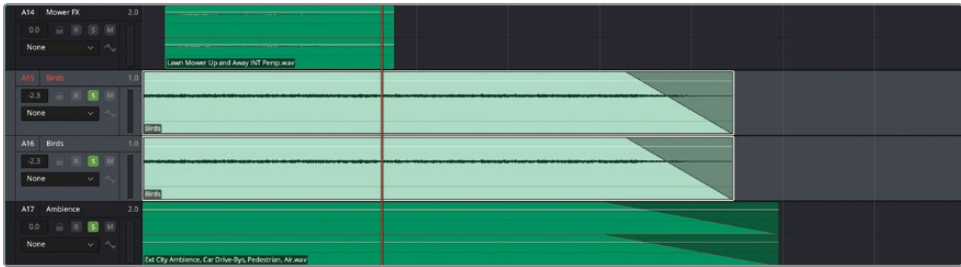 A14 Mower FX 2.0
0.0 R S M
None
Lawn Mower Up and Away INT Persp.wav
A15 Birds 1.0
-2.3 R S M
None
Birds
A16 Birds 1.0
-2.3 R S M
None
Birds
A17 Ambience 2.0
0.0 R S M
None
Ext City Ambience, Car Drive-Bys, Pedestrian, Air.wav